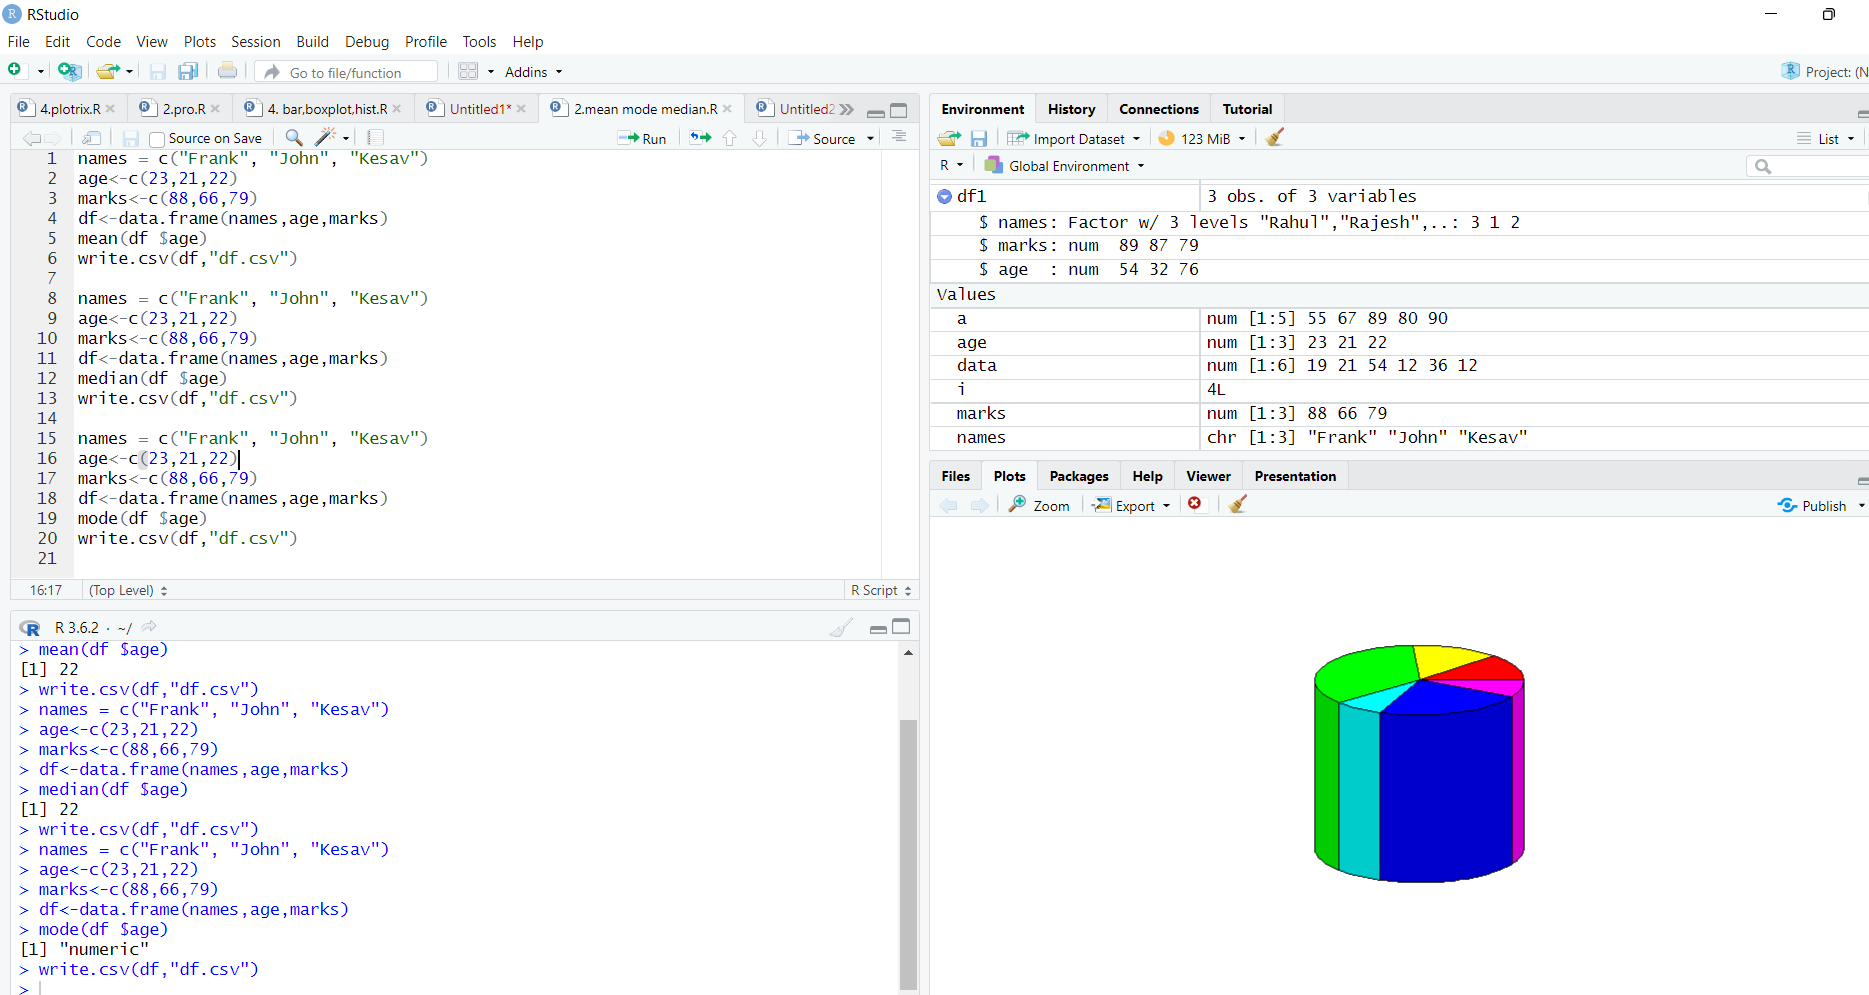 RStudio
File Edit Code View Plots Session Build Debug Profile Tools Help
Go to file/function Addins Project: (N
4.plotrix.R 2.pro.R 4. bar,boxplot,hist.R Untitled1* 2.mean mode median.R Untitled2
Source on Save Run Source
1 names = c("Frank", "John", "Kesav")
2 age<-c(23,21,22)
3 marks<-c(88,66,79)
4 df<-data.frame(names,age,marks)
5 mean(df $age)
6 write.csv(df,"df.csv")
7
8 names = c("Frank", "John", "Kesav")
9 age<-c(23,21,22)
10 marks<-c(88,66,79)
11 df<-data.frame(names,age,marks)
12 median(df $age)
13 write.csv(df,"df.csv")
14
15 names = c("Frank", "John", "Kesav")
16 age<-c(23,21,22)
17 marks<-c(88,66,79)
18 df<-data.frame(names,age,marks)
19 mode(df $age)
20 write.csv(df,"df.csv")
21
16:17 (Top Level) R Script
R R 3.6.2 · ~/
> mean(df $age)
[1] 22
> write.csv(df,"df.csv")
> names = c("Frank", "John", "Kesav")
> age<-c(23,21,22)
> marks<-c(88,66,79)
> df<-data.frame(names,age,marks)
> median(df $age)
[1] 22
> write.csv(df,"df.csv")
> names = c("Frank", "John", "Kesav")
> age<-c(23,21,22)
> marks<-c(88,66,79)
> df<-data.frame(names,age,marks)
> mode(df $age)
[1] "numeric"
> write.csv(df,"df.csv")
>
Environment History Connections Tutorial
Import Dataset 123 MiB List
R Global Environment
df1 3 obs. of 3 variables
$ names: Factor w/ 3 levels "Rahul","Rajesh",..: 3 1 2
$ marks: num 89 87 79
$ age : num 54 32 76
Values
a num [1:5] 55 67 89 80 90
age num [1:3] 23 21 22
data num [1:6] 19 21 54 12 36 12
i 4L
marks num [1:3] 88 66 79
names chr [1:3] "Frank" "John" "Kesav"
Files Plots Packages Help Viewer Presentation
Zoom Export Publish